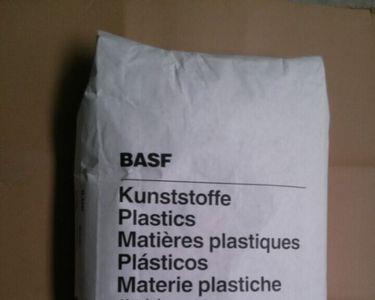 BASF
Kunststoffe
Plastics
Matières plastiques
Plásticos
Materie plastiche